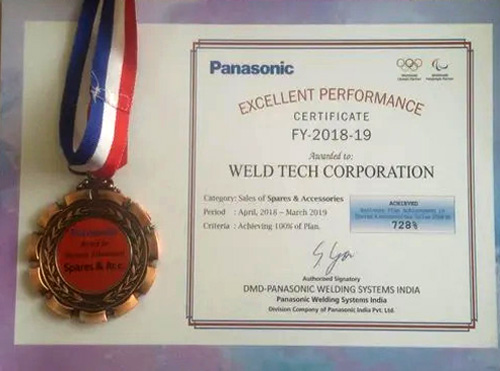 Panasonic
EXCELLENT PERFORMANCE
CERTIFICATE
FY-2018-19
Awarded to:
WELD TECH CORPORATION
Category: Sales of Spares & Accessories
Period : April, 2018 – March 2019
Criteria : Achieving 100% of Plan.
ACHIEVED
728%
Authorised Signatory
DMD-PANASONIC WELDING SYSTEMS INDIA
Panasonic Welding Systems India
Division Company of Panasonic India Pvt. Ltd.
Panasonic
Spares & Acc.